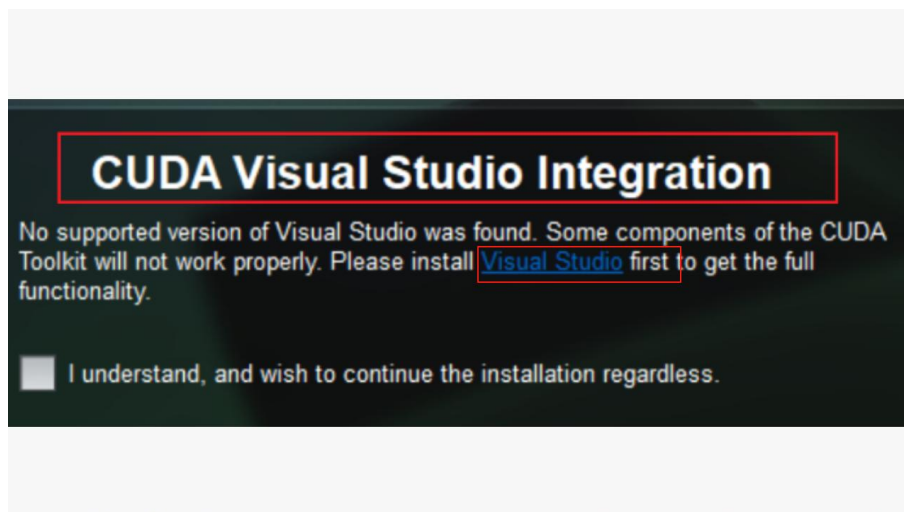 CUDA Visual Studio Integration
No supported version of Visual Studio was found. Some components of the CUDA
Toolkit will not work properly. Please install Visual Studio first to get the full
functionality.
I understand, and wish to continue the installation regardless.